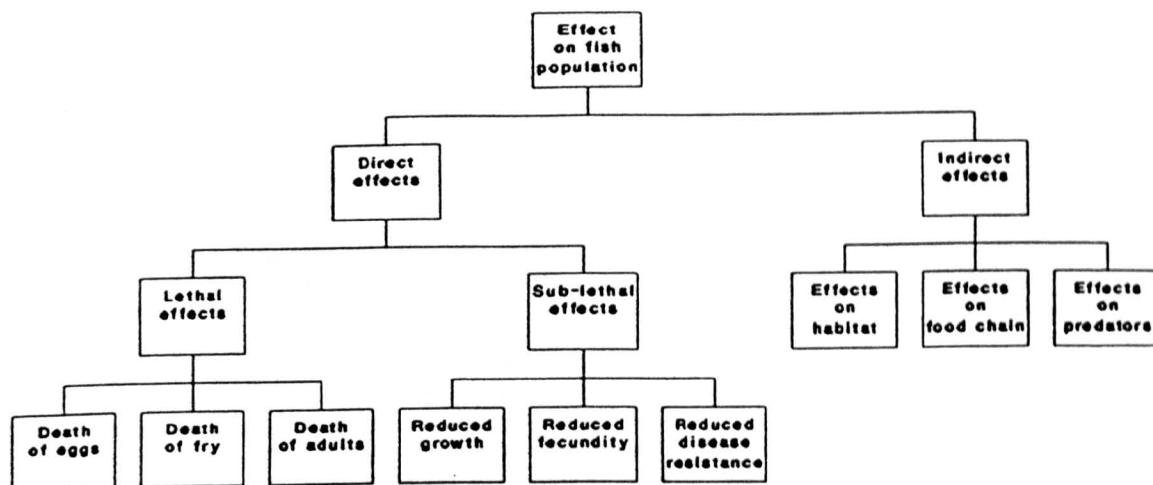 Effect
on fish
population
Direct
effects
Indirect
effects
Lethal
effects
Sub-lethal
effects
Effects
on
habitat
Effects
on
food chain
Effects
on
predators
Death
of eggs
Death
of fry
Death
of adults
Reduced
growth
Reduced
fecundity
Reduced
disease
resistance